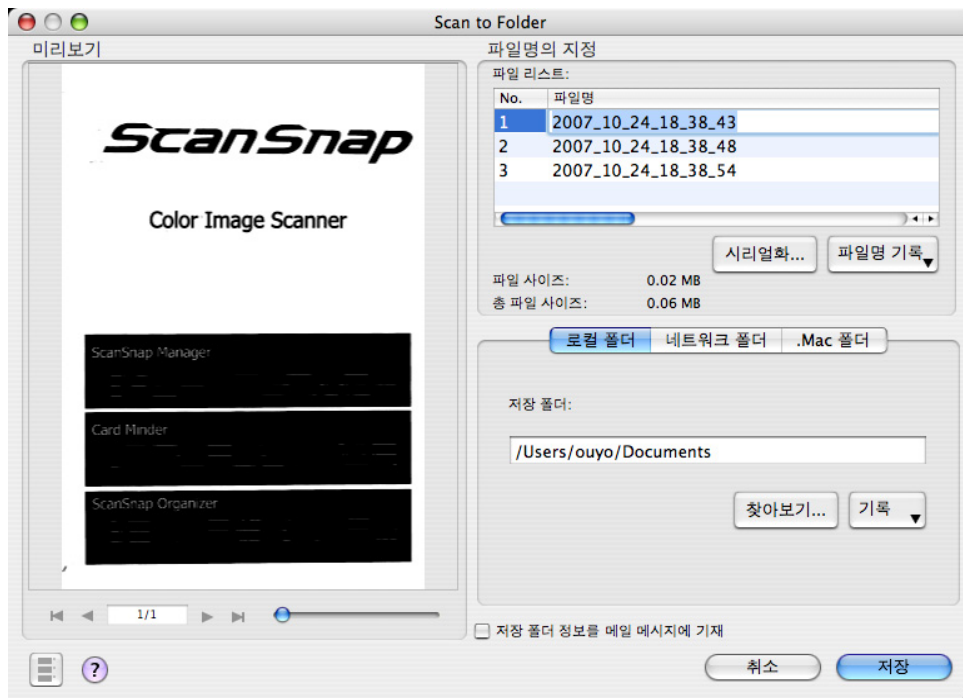 Scan to Folder
미리보기
ScanSnap
Color Image Scanner
ScanSnap Manager
Card Minder
ScanSnap Organizer
1/1
?
파일명의 지정
파일 리스트:
No. 파일명
1 2007_10_24_18_38_43
2 2007_10_24_18_38_48
3 2007_10_24_18_38_54
시리얼화... 파일명 기록
파일 사이즈: 0.02 MB
총 파일 사이즈: 0.06 MB
로컬 폴더 네트워크 폴더 .Mac 폴더
저장 폴더:
/Users/ouyo/Documents
찾아보기... 기록
저장 폴더 정보를 메일 메시지에 기재
취소 저장